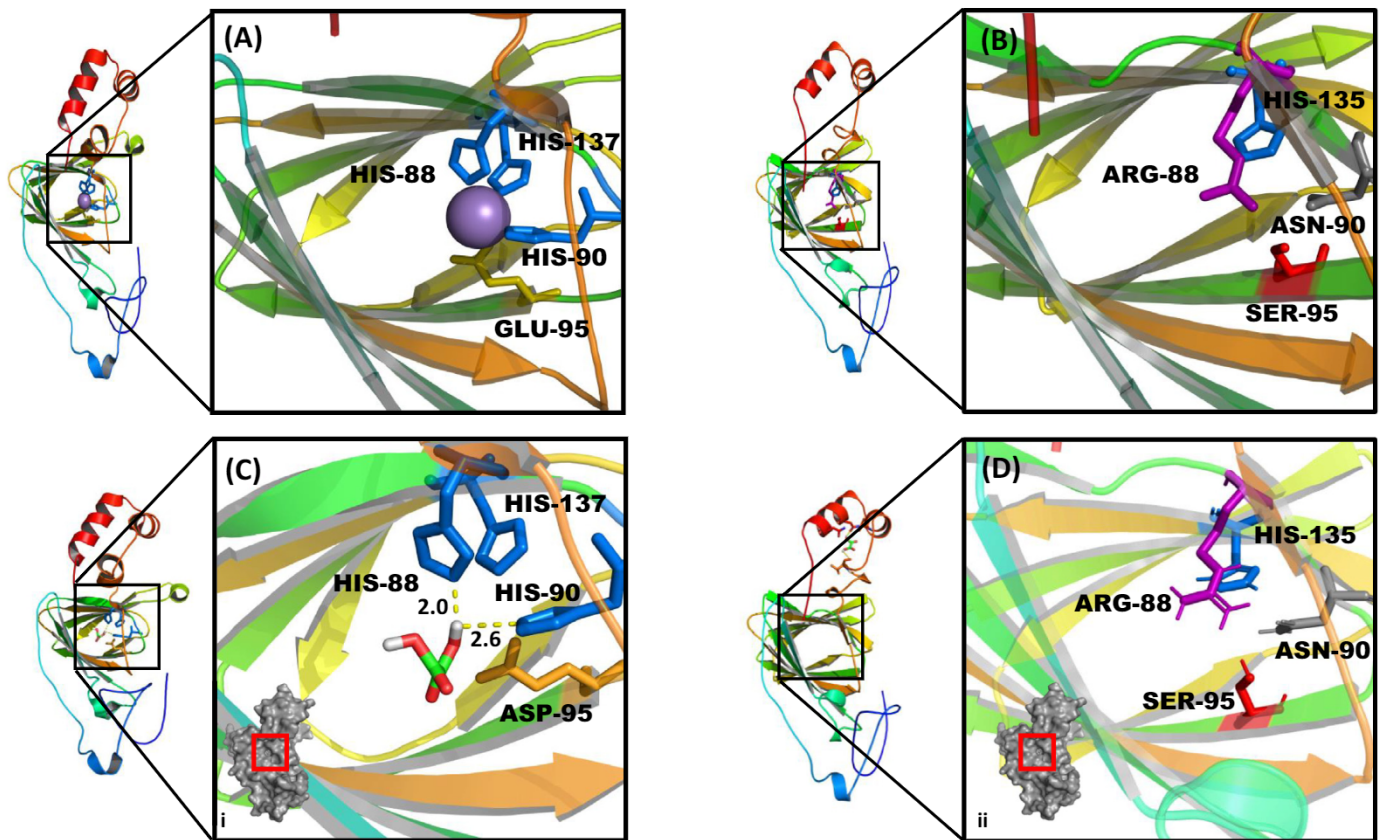 (A)
HIS-137
HIS-88
HIS-90
GLU-95
(B)
HIS-135
ARG-88
ASN-90
SER-95
(C)
HIS-137
HIS-88
HIS-90
2.0
2.6
ASP-95
i
(D)
HIS-135
ARG-88
ASN-90
SER-95
ii